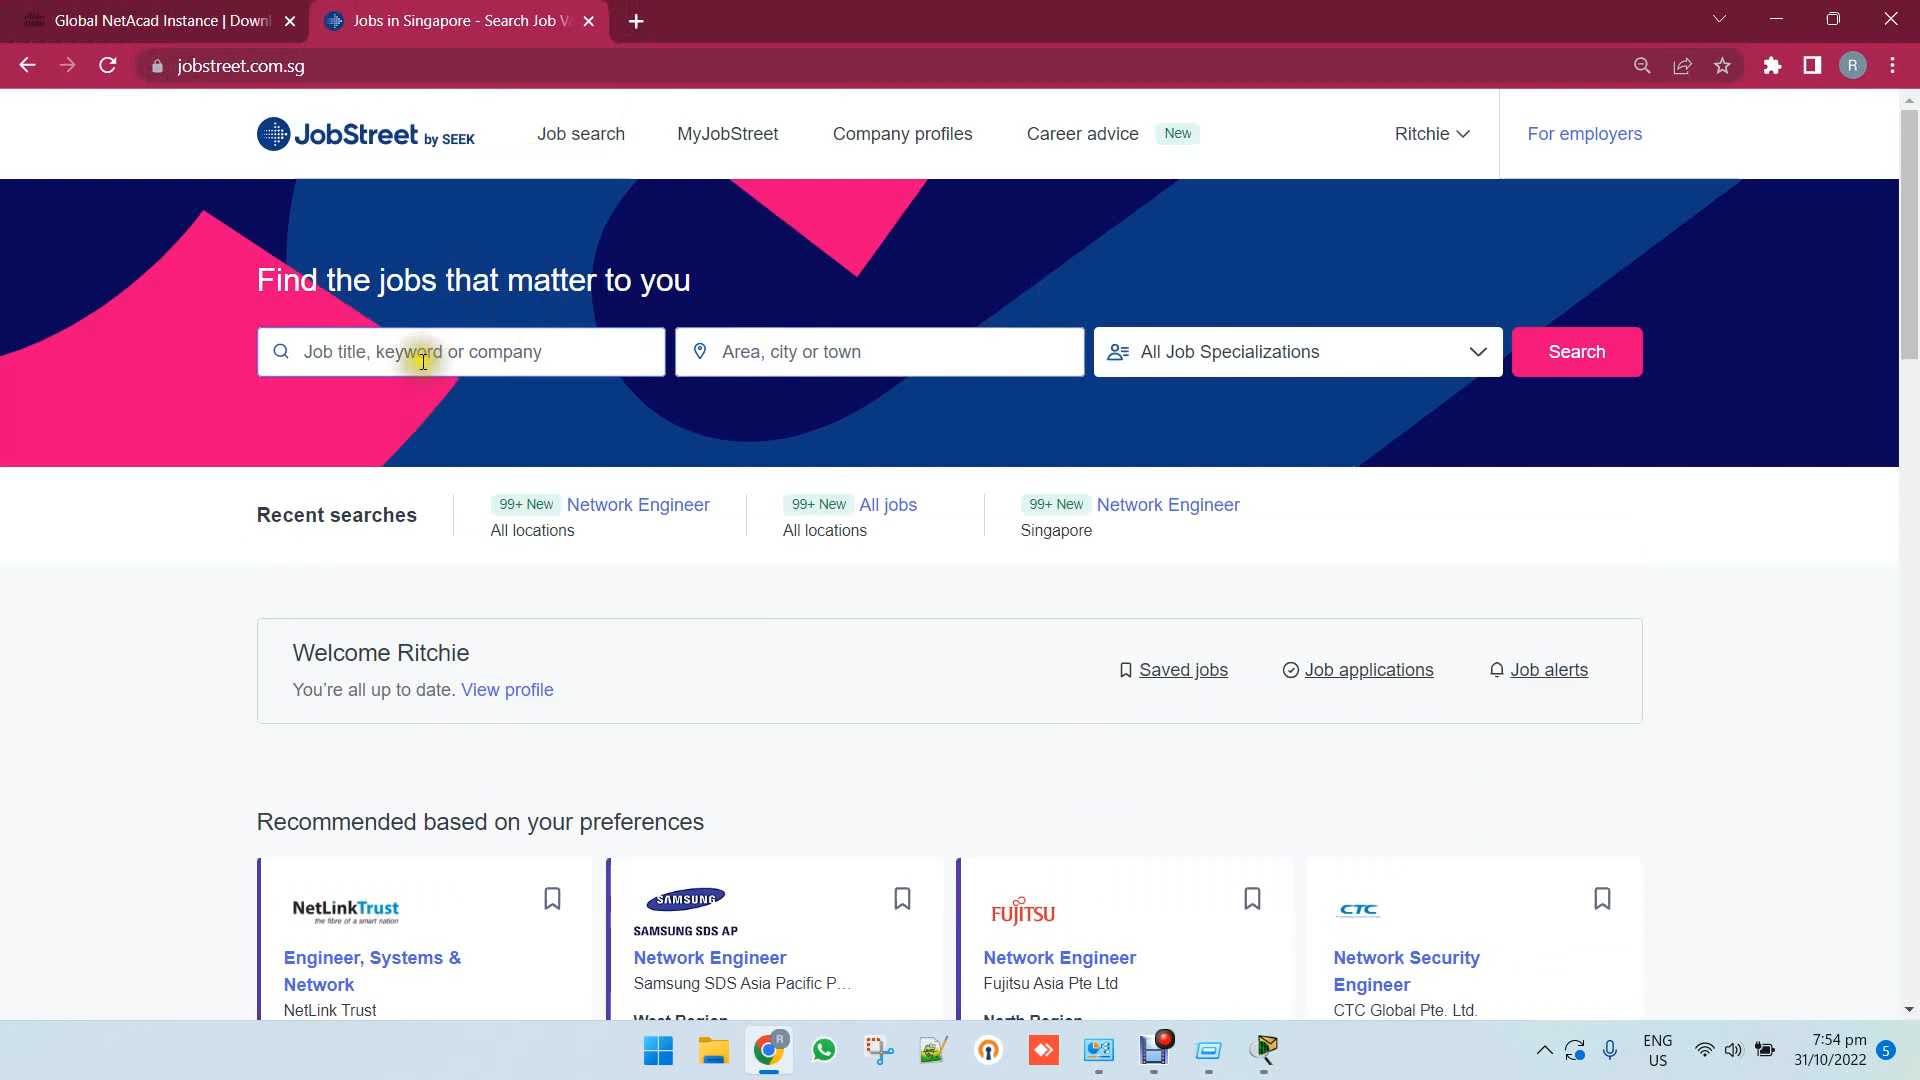 Global NetAcad Instance | Downl
Jobs in Singapore - Search Job V
jobstreet.com.sg
R
JobStreet by SEEK
Job search
MyJobStreet
Company profiles
Career advice New
Ritchie
For employers
Find the jobs that matter to you
Job title, keyword or company
Area, city or town
All Job Specializations
Search
Recent searches
99+ New Network Engineer
All locations
99+ New All jobs
All locations
99+ New Network Engineer
Singapore
Welcome Ritchie
You're all up to date. View profile
Saved jobs
Job applications
Job alerts
Recommended based on your preferences
NetLinkTrust
the fibre of a smart nation
Engineer, Systems &
Network
NetLink Trust
SAMSUNG
SAMSUNG SDS AP
Network Engineer
Samsung SDS Asia Pacific P...
West Region
FUJITSU
Network Engineer
Fujitsu Asia Pte Ltd
North Region
CTC
Network Security
Engineer
CTC Global Pte. Ltd.
R
ENG
US
7:54 pm
31/10/2022
5